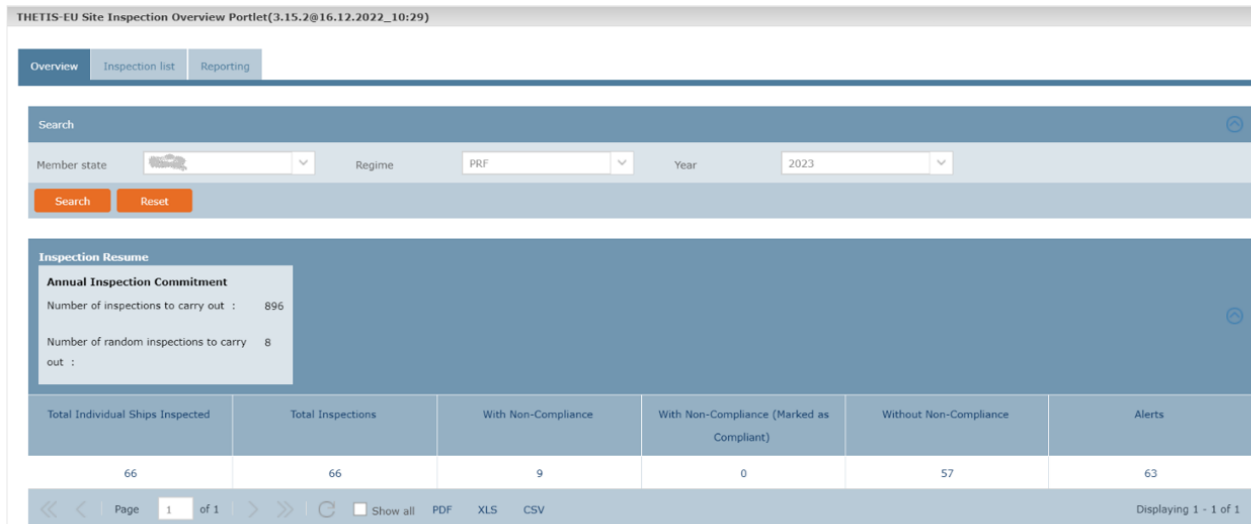 THETIS-EU Site Inspection Overview Portlet(3.15.2@16.12.2022_10:29)
Overview Inspection list Reporting
Search
Member state Regime PRF Year 2023
Search Reset
Inspection Resume
Annual Inspection Commitment
Number of inspections to carry out : 896
Number of random inspections to carry 8
out :
Total Individual Ships Inspected Total Inspections With Non-Compliance With Non-Compliance (Marked as Without Non-Compliance Alerts
Compliant)
66 66 9 0 57 63
Page 1 of 1 Show all PDF XLS CSV Displaying 1 - 1 of 1